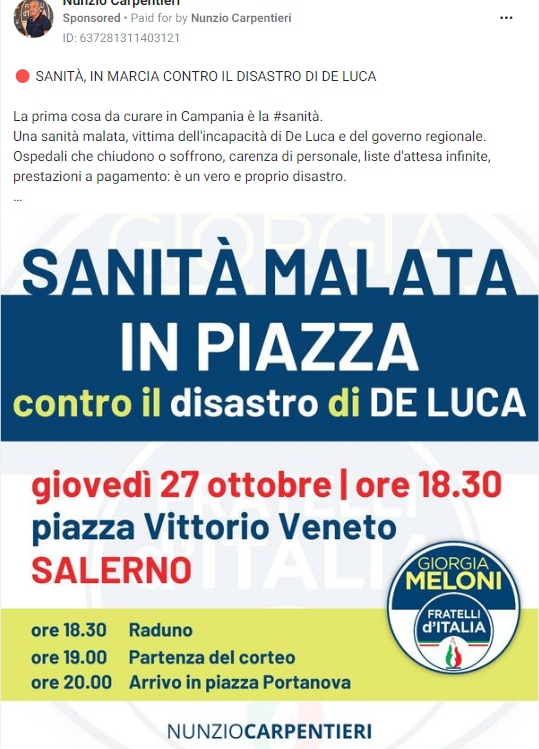 Nunzio Carpentieri
Sponsored • Paid for by Nunzio Carpentieri
ID: 637281311403121
🔴 SANITÀ, IN MARCIA CONTRO IL DISASTRO DI DE LUCA
La prima cosa da curare in Campania è la #sanità.
Una sanità malata, vittima dell'incapacità di De Luca e del governo regionale.
Ospedali che chiudono o soffrono, carenza di personale, liste d'attesa infinite,
prestazioni a pagamento: è un vero e proprio disastro.
...
GIORGIA
SANITÀ MALATA
IN PIAZZA
contro il disastro di DE LUCA
giovedì 27 ottobre | ore 18.30
piazza Vittorio Veneto
SALERNO
FRATELLI
d'ITALIA
GIORGIA
MELONI
FRATELLI
d'ITALIA
ore 18.30 Raduno
ore 19.00 Partenza del corteo
ore 20.00 Arrivo in piazza Portanova
NUNZIOCARPENTIERI